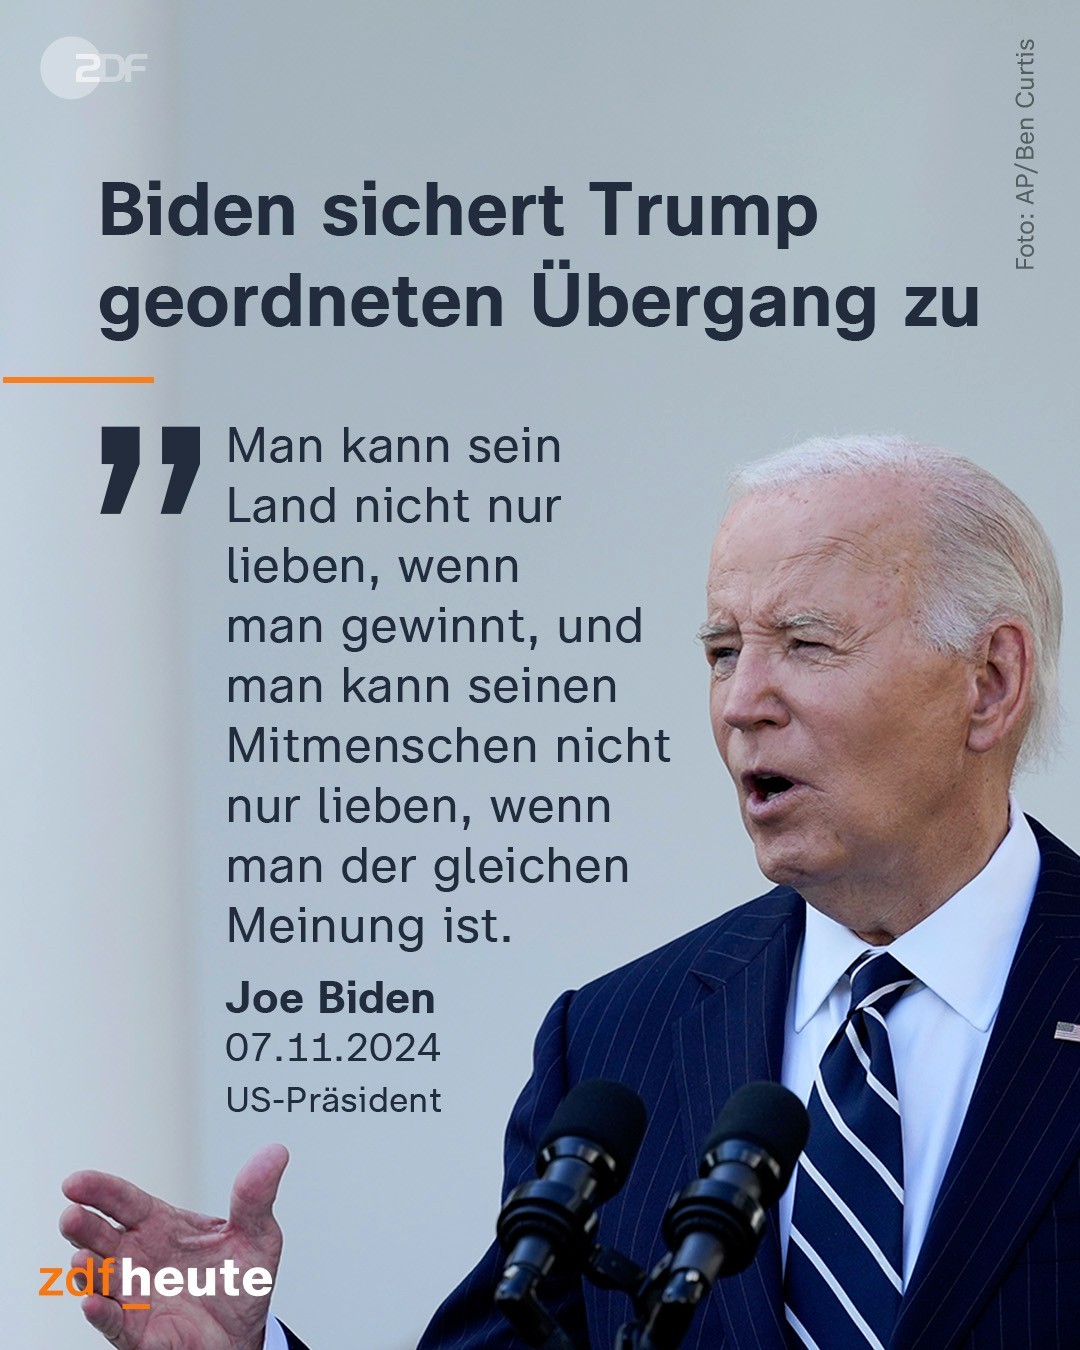 ZDF
Foto: AP/Ben Curtis
Biden sichert Trump
geordneten Übergang zu
”
Man kann sein
Land nicht nur
lieben, wenn
man gewinnt, und
man kann seinen
Mitmenschen nicht
nur lieben, wenn
man der gleichen
Meinung ist.
Joe Biden
07.11.2024
US-Präsident
zdfheute